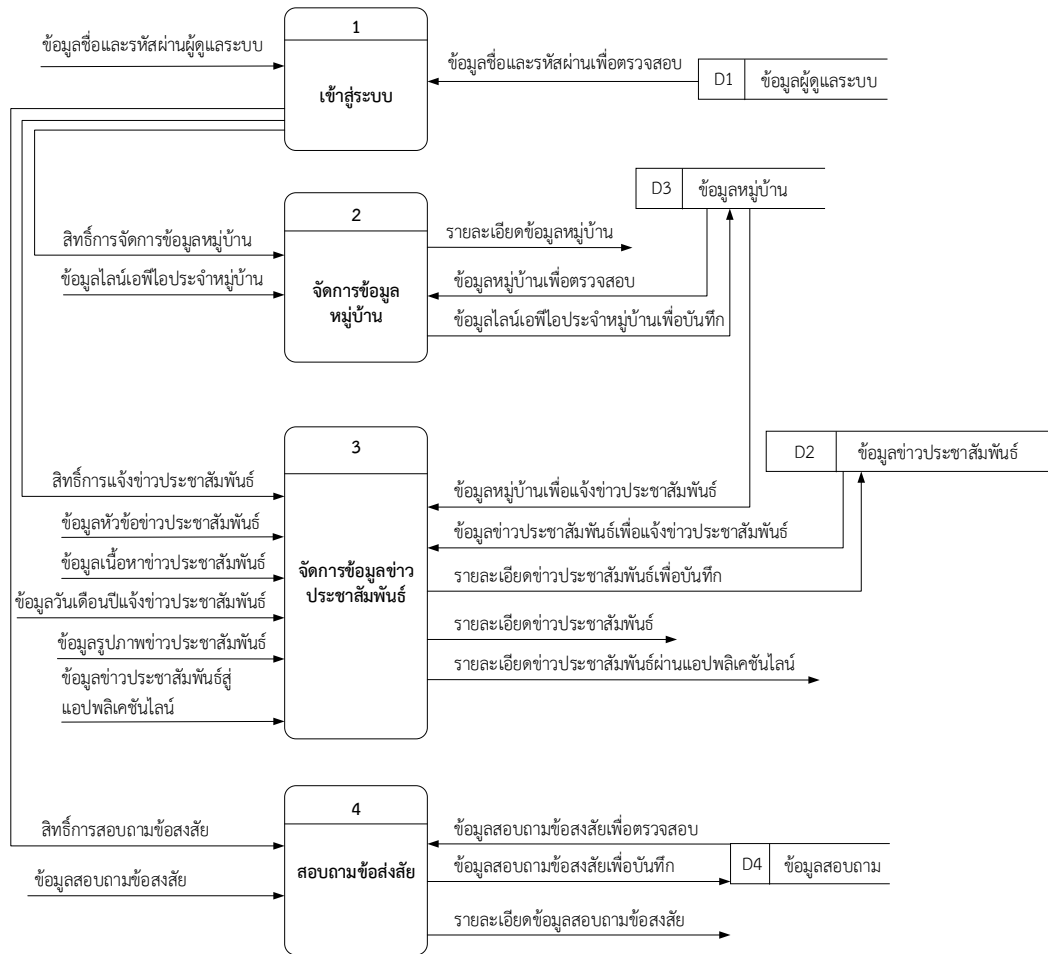 1
ข้อมูลชื่อและรหัสผ่านผู้ดูแลระบบ
ข้อมูลชื่อและรหัสผ่านเพื่อตรวจสอบ
D1
ข้อมูลผู้ดูแลระบบ
เข้าสู่ระบบ
D3
ข้อมูลหมู่บ้าน
2
สิทธิ์การจัดการข้อมูลหมู่บ้าน
รายละเอียดข้อมูลหมู่บ้าน
ข้อมูลไลน์เอพีไอประจำหมู่บ้าน
ข้อมูลหมู่บ้านเพื่อตรวจสอบ
จัดการข้อมูล
หมู่บ้าน
ข้อมูลไลน์เอพีไอประจำหมู่บ้านเพื่อบันทึก
3
D2
ข้อมูลข่าวประชาสัมพันธ์
สิทธิ์การแจ้งข่าวประชาสัมพันธ์
ข้อมูลหมู่บ้านเพื่อแจ้งข่าวประชาสัมพันธ์
ข้อมูลหัวข้อข่าวประชาสัมพันธ์
ข้อมูลข่าวประชาสัมพันธ์เพื่อแจ้งข่าวประชาสัมพันธ์
ข้อมูลเนื้อหาข่าวประชาสัมพันธ์
จัดการข้อมูลข่าว
ประชาสัมพันธ์
รายละเอียดข่าวประชาสัมพันธ์เพื่อบันทึก
ข้อมูลวันเดือนปีแจ้งข่าวประชาสัมพันธ์
รายละเอียดข่าวประชาสัมพันธ์
ข้อมูลรูปภาพข่าวประชาสัมพันธ์
รายละเอียดข่าวประชาสัมพันธ์ผ่านแอปพลิเคชันไลน์
ข้อมูลข่าวประชาสัมพันธ์สู่
แอปพลิเคชันไลน์
4
สิทธิ์การสอบถามข้อสงสัย
ข้อมูลสอบถามข้อสงสัยเพื่อตรวจสอบ
สอบถามข้อส่งสัย
ข้อมูลสอบถามข้อสงสัยเพื่อบันทึก
D4
ข้อมูลสอบถาม
ข้อมูลสอบถามข้อสงสัย
รายละเอียดข้อมูลสอบถามข้อสงสัย